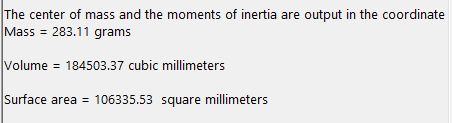 The center of mass and the moments of inertia are output in the coordinate
Mass = 283.11 grams
Volume = 184503.37 cubic millimeters
Surface area = 106335.53  square millimeters